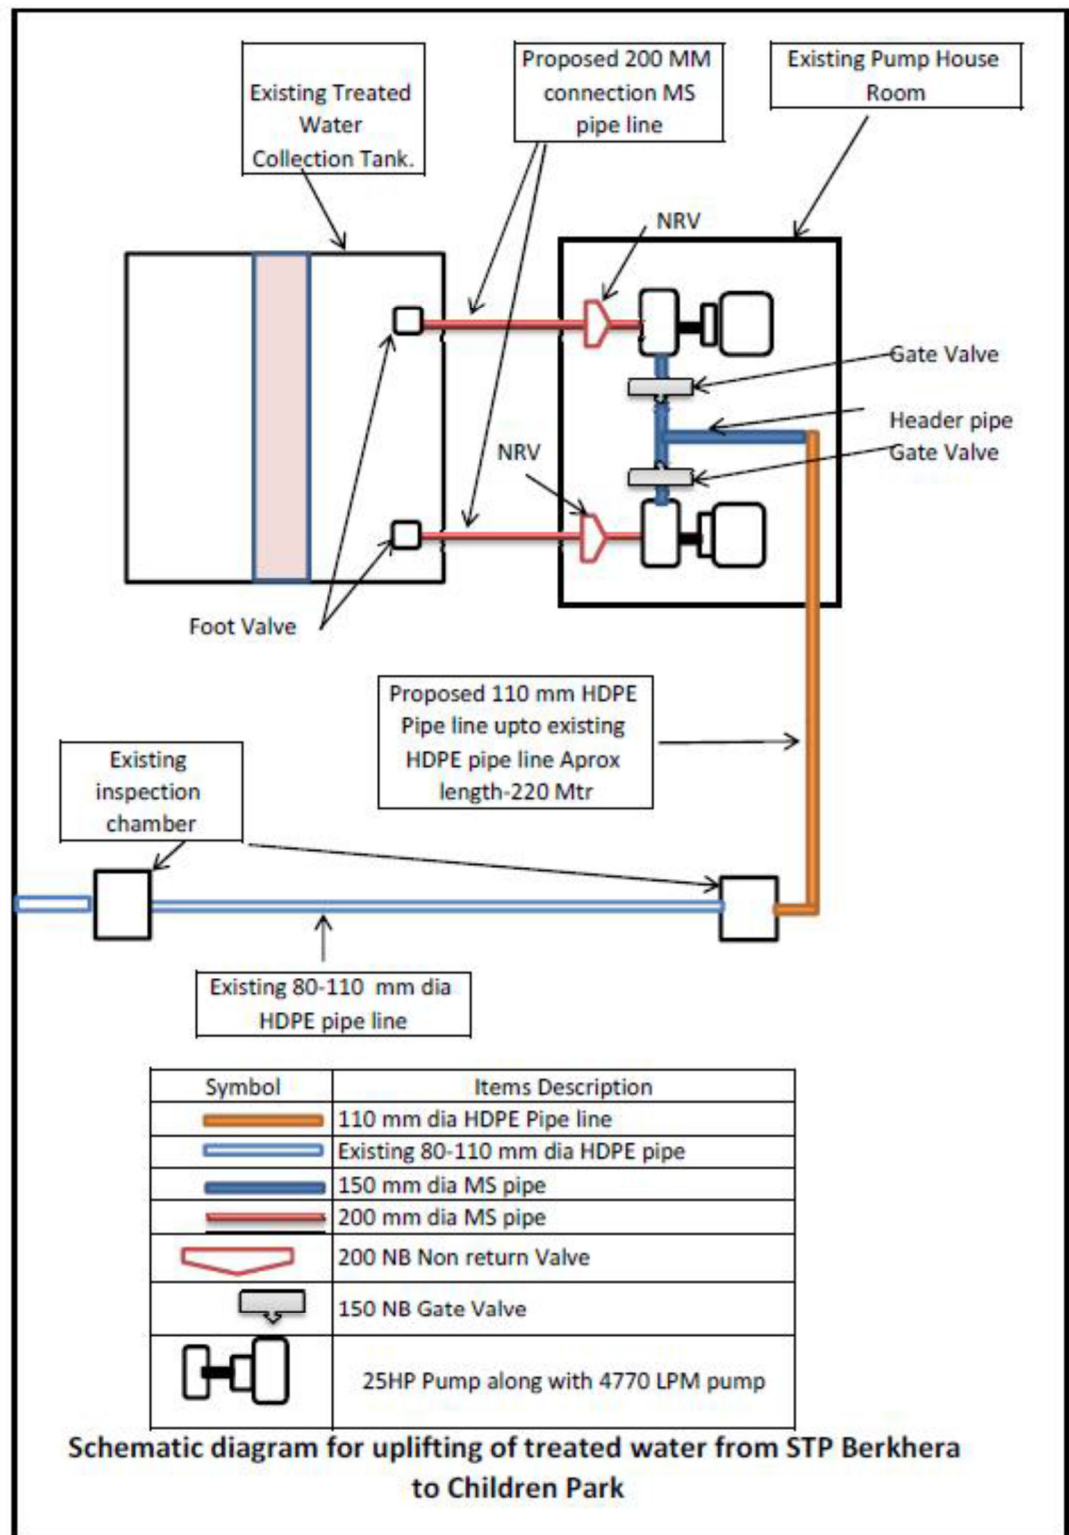 Existing Treated
Water
Collection Tank.
Proposed 200 MM
connection MS
pipe line
Existing Pump House
Room
NRV
Gate Valve
Header pipe
NRV
Gate Valve
Foot Valve
Proposed 110 mm HDPE
Pipe line upto existing
HDPE pipe line Aprox
length-220 Mtr
Existing
inspection
chamber
Existing 80-110 mm dia
HDPE pipe line
Symbol Items Description
110 mm dia HDPE Pipe line
Existing 80-110 mm dia HDPE pipe
150 mm dia MS pipe
200 mm dia MS pipe
200 NB Non return Valve
150 NB Gate Valve
25HP Pump along with 4770 LPM pump
Schematic diagram for uplifting of treated water from STP Berkhera
to Children Park